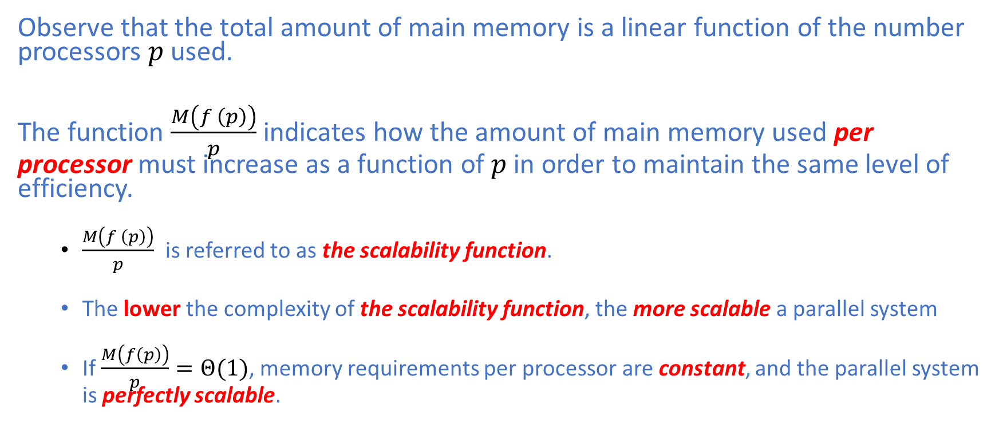 Observe that the total amount of main memory is a linear function of the number
processors p used.
The function M(f (p))/p indicates how the amount of main memory used per
processor must increase as a function of p in order to maintain the same level of
efficiency.
• M(f (p))/p is referred to as the scalability function.
• The lower the complexity of the scalability function, the more scalable a parallel system
• If M(f(p))/p = Θ(1), memory requirements per processor are constant, and the parallel system
is perfectly scalable.